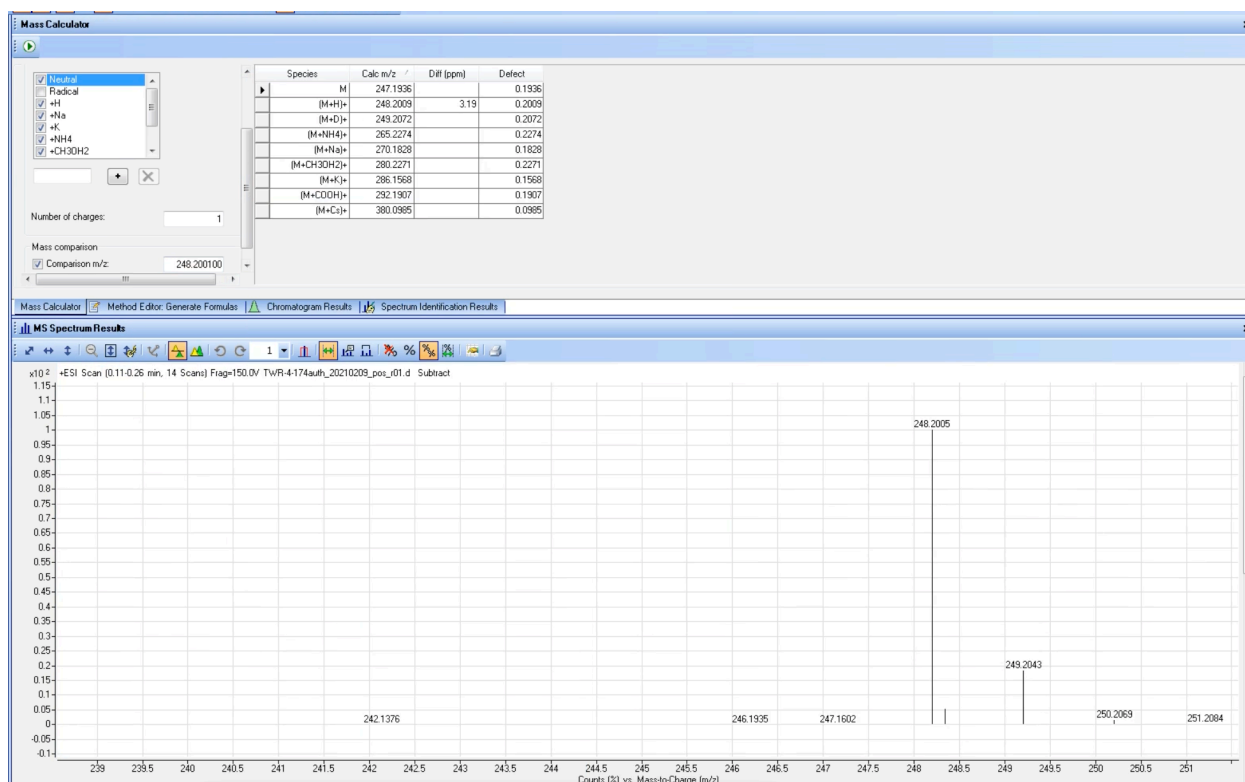 Mass Calculator
Neutral
Radical
+H
+Na
+K
+NH4
+CH3OH2
Number of charges: 1
Mass comparison
Comparison m/z: 248.200100
Species Calc m/z Diff (ppm) Defect
M 247.1936 0.1936
(M+H)+ 248.2009 3.19 0.2009
(M+D)+ 249.2072 0.2072
(M+NH4)+ 265.2274 0.2274
(M+Na)+ 270.1828 0.1828
(M+CH3OH2)+ 280.2271 0.2271
(M+K)+ 286.1568 0.1568
(M+COOH)+ 292.1907 0.1907
(M+Cs)+ 380.0985 0.0985
Mass Calculator Method Editor: Generate Formulas Chromatogram Results Spectrum Identification Results
MS Spectrum Results
1
x10 2 +ESI Scan (0.11-0.26 min, 14 Scans) Frag=150.0V TWR-4-174auth_20210209_pos_r01.d Subtract
1.15
1.1
1.05
1
0.95
0.9
0.85
0.8
0.75
0.7
0.65
0.6
0.55
0.5
0.45
0.4
0.35
0.3
0.25
0.2
0.15
0.1
0.05
0
-0.05
-0.1
248.2005
249.2043
242.1376 246.1935 247.1602 250.2069 251.2084
239 239.5 240 240.5 241 241.5 242 242.5 243 243.5 244 244.5 245 245.5 246 246.5 247 247.5 248 248.5 249 249.5 250 250.5 251
Counts (%) vs. Mass-to-Charge (m/z)